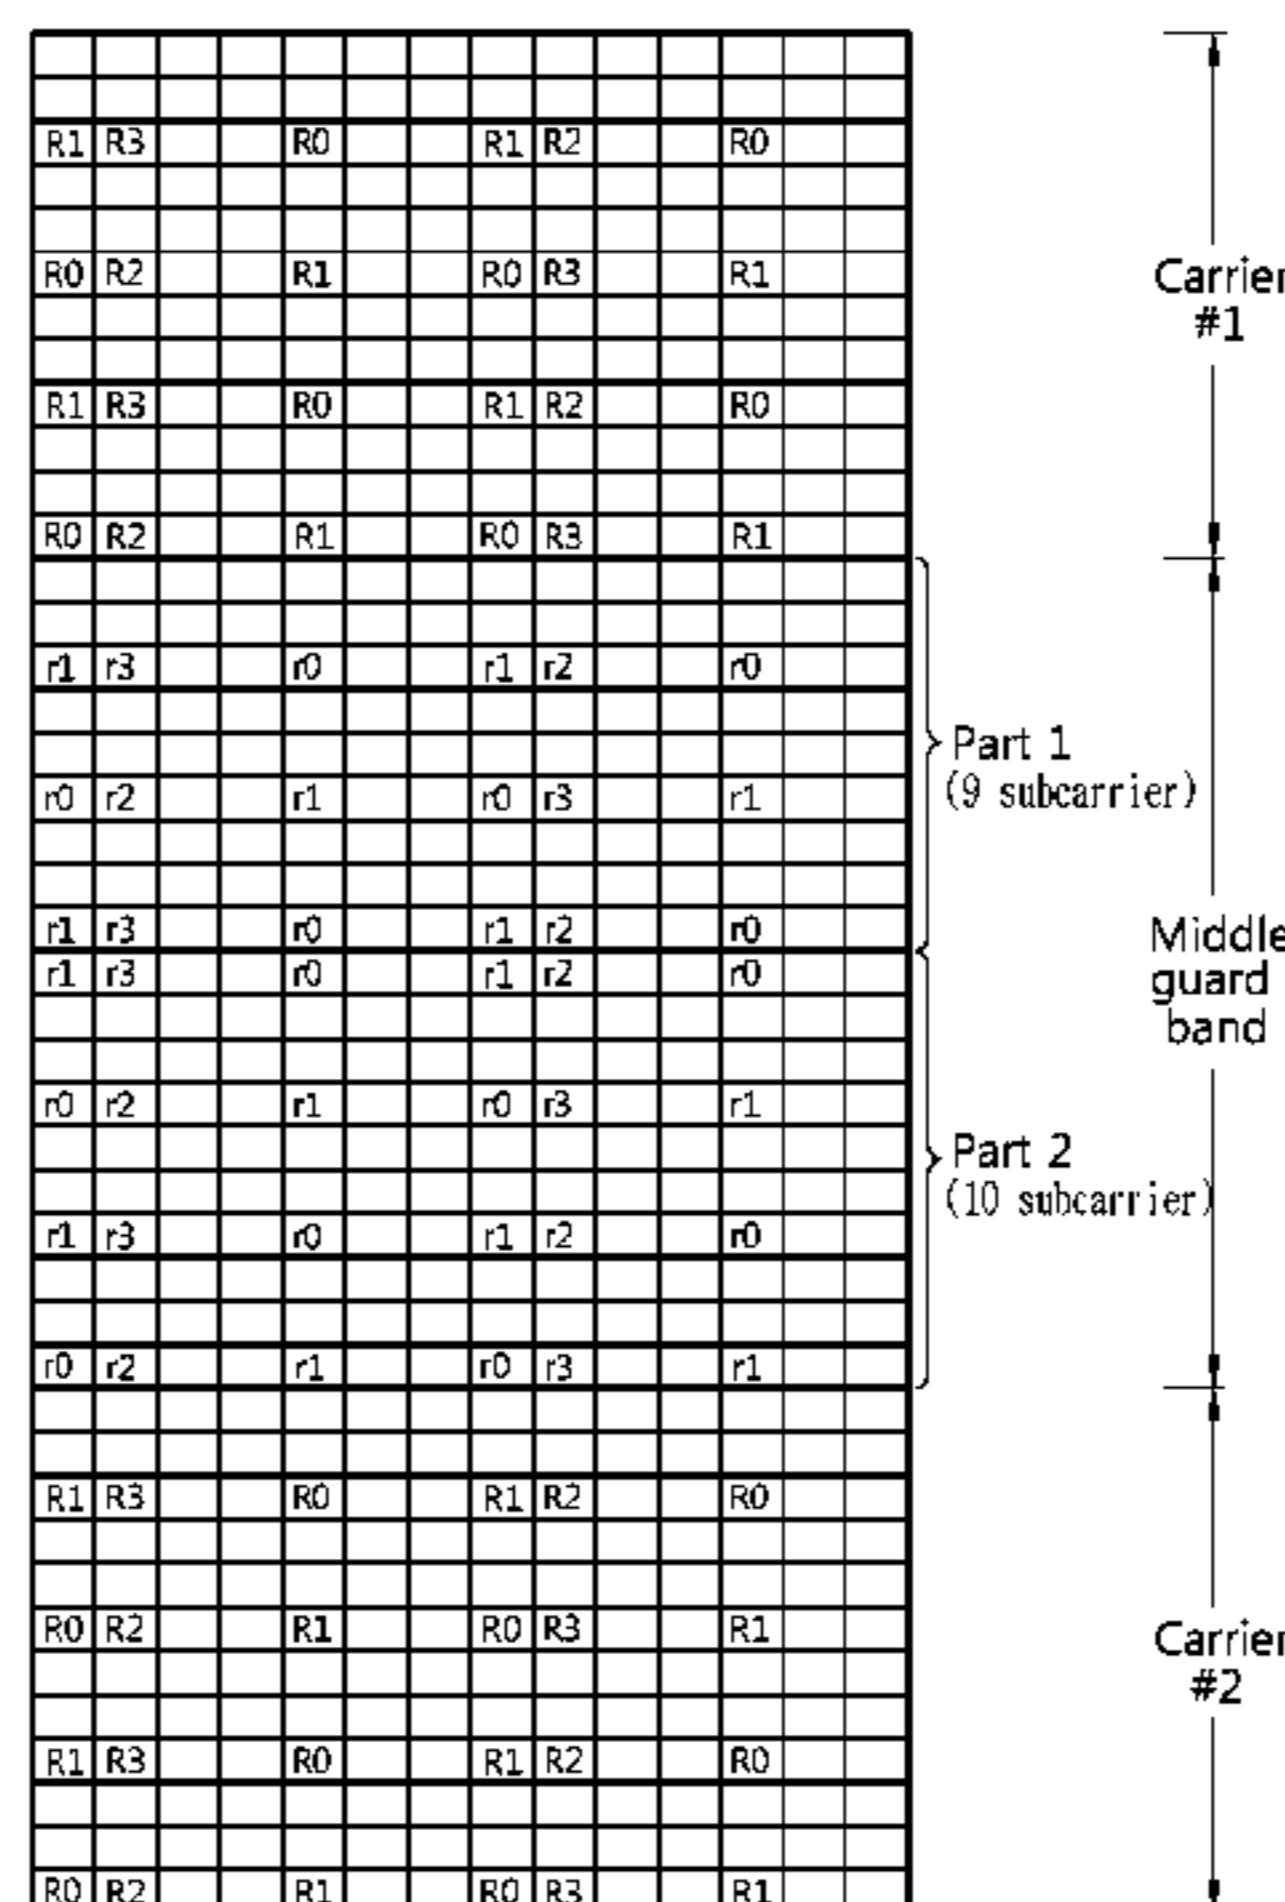 R1 R3 R0 R1 R2 R0
R0 R2 R1 R0 R3 R1
Carrier
#1
R1 R3 R0 R1 R2 R0
R0 R2 R1 R0 R3 R1
r1 r3 r0 r1 r2 r0
Part 1
(9 subcarrier)
r0 r2 r1 r0 r3 r1
r1 r3 r0 r1 r2 r0
Middle
guard
band
r1 r3 r0 r1 r2 r0
r0 r2 r1 r0 r3 r1
Part 2
(10 subcarrier)
r1 r3 r0 r1 r2 r0
r0 r2 r1 r0 r3 r1
R1 R3 R0 R1 R2 R0
R0 R2 R1 R0 R3 R1
Carrier
#2
R1 R3 R0 R1 R2 R0
R0 R2 R1 R0 R3 R1